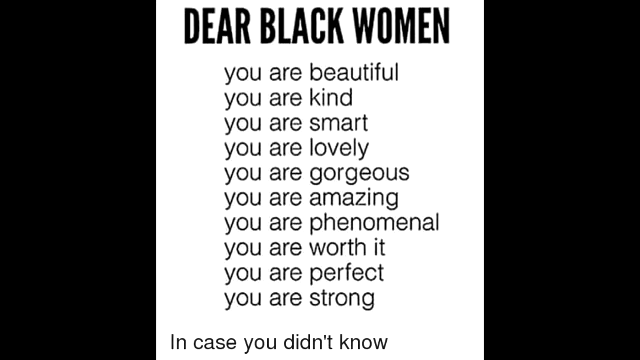 DEAR BLACK WOMEN
you are beautiful
you are kind
you are smart
you are lovely
you are gorgeous
you are amazing
you are phenomenal
you are worth it
you are perfect
you are strong
In case you didn't know